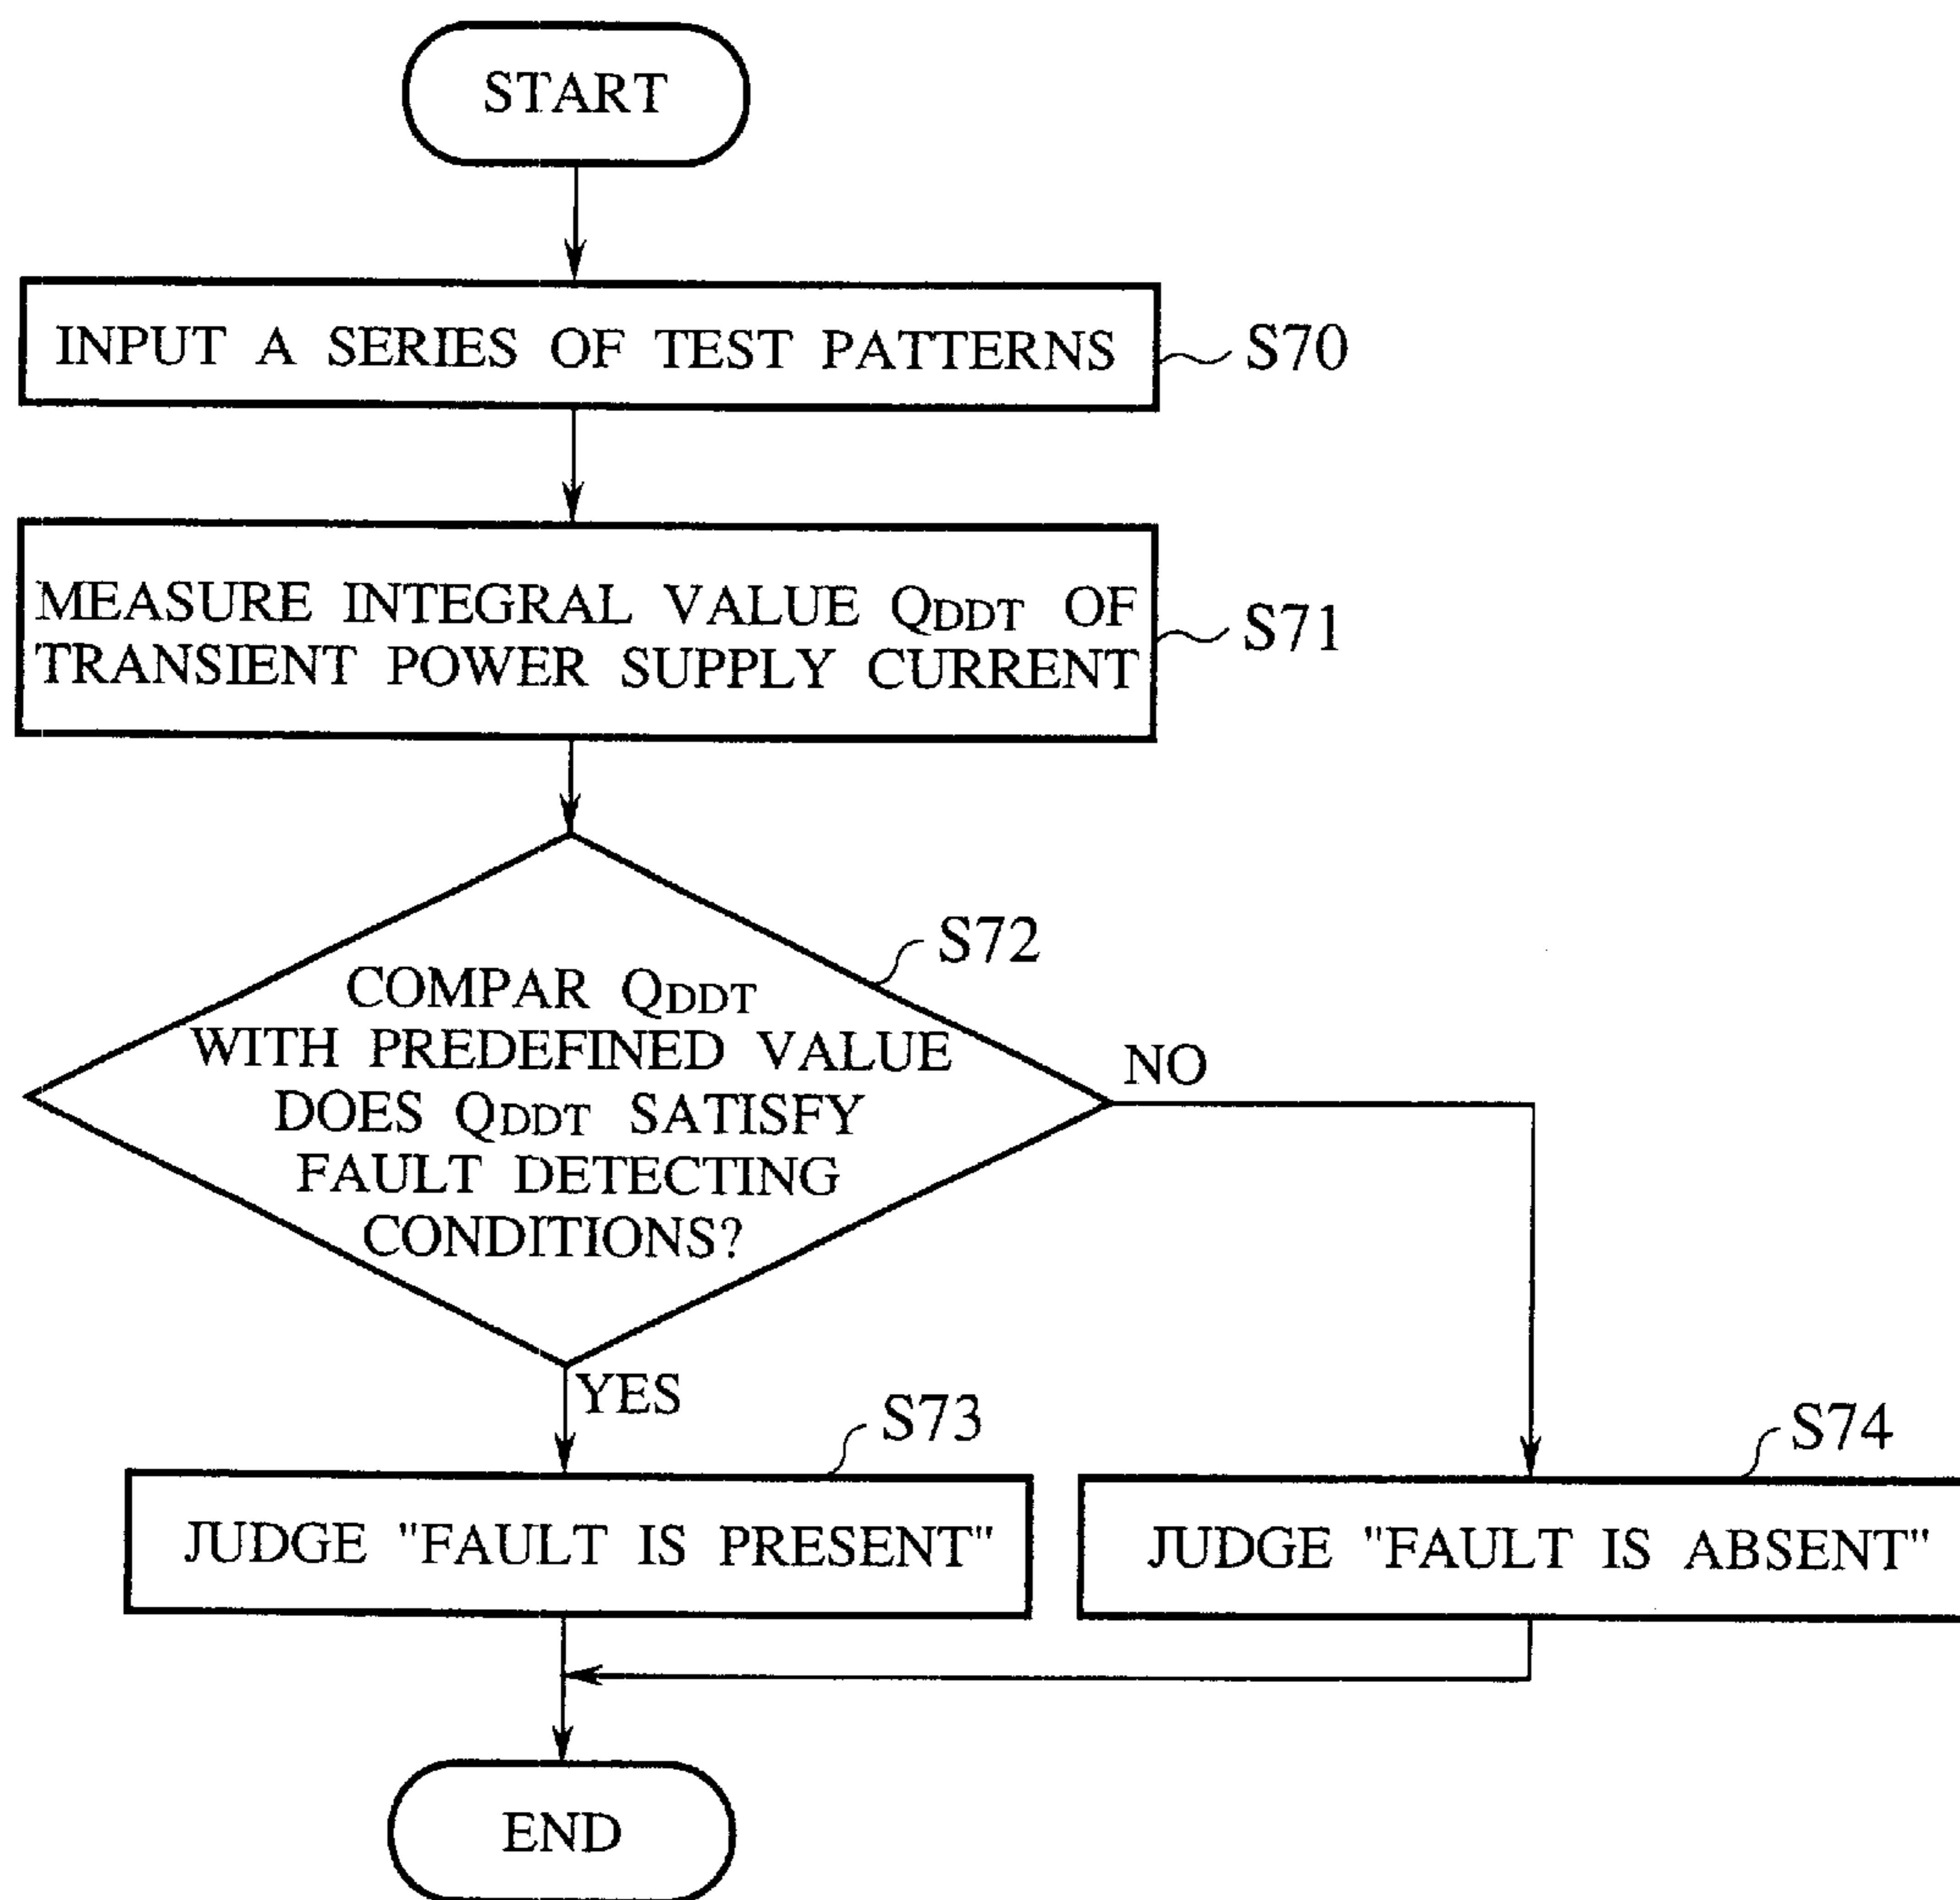 START
INPUT A SERIES OF TEST PATTERNS
S70
MEASURE INTEGRAL VALUE QDDT OF
TRANSIENT POWER SUPPLY CURRENT
S71
S72
COMPAR QDDT
WITH PREDEFINED VALUE
DOES QDDT SATISFY
FAULT DETECTING
CONDITIONS?
NO
YES
S73
JUDGE "FAULT IS PRESENT"
S74
JUDGE "FAULT IS ABSENT"
END